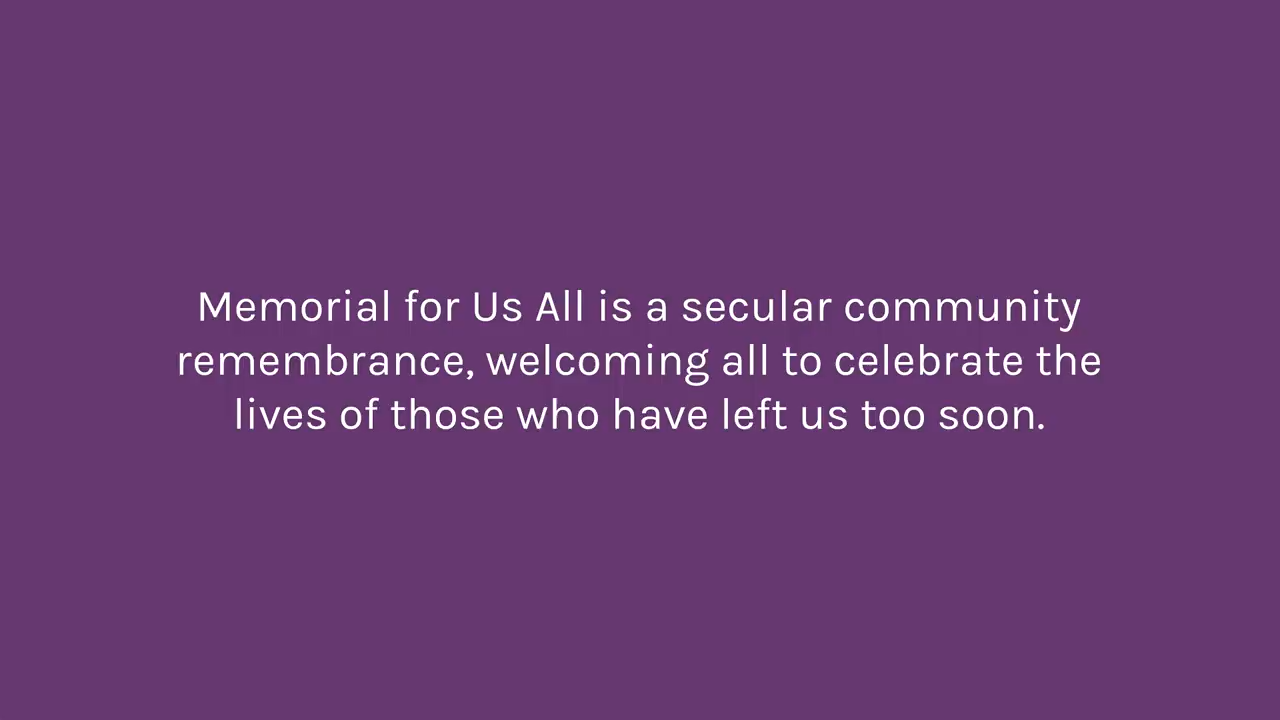 Memorial for Us All is a secular community
remembrance, welcoming all to celebrate the
lives of those who have left us too soon.